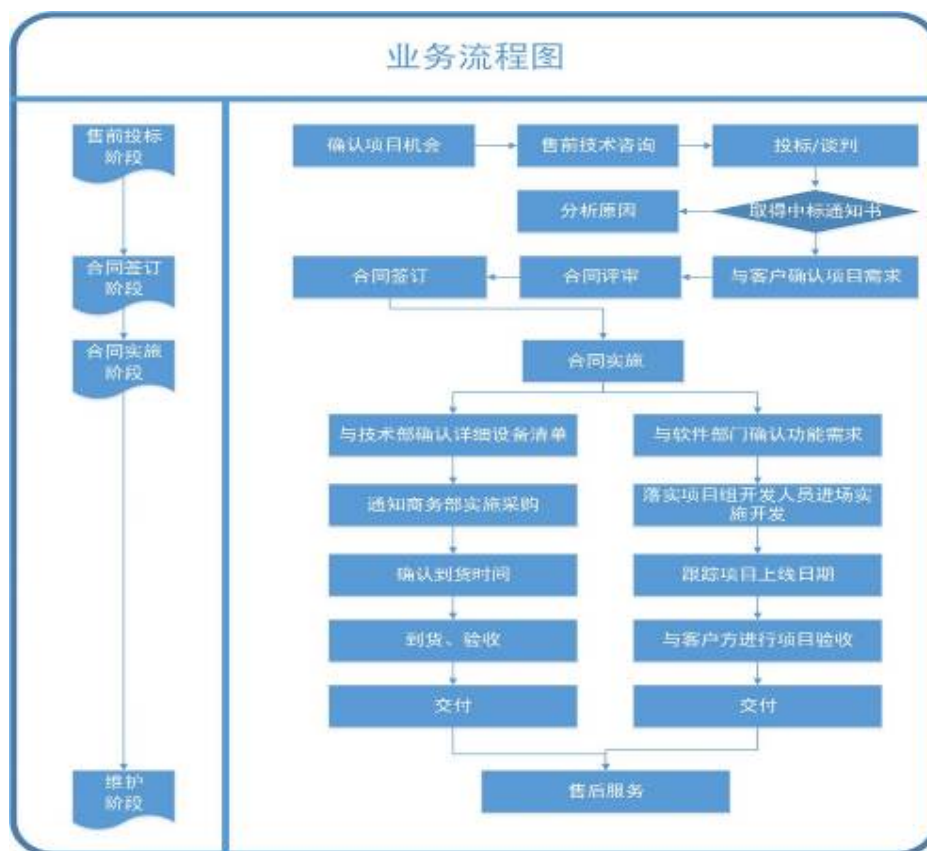 业务流程图
售前投标
阶段
确认项目机会
售前技术咨询
投标/谈判
分析原因
取得中标通知书
合同签订
阶段
合同签订
合同评审
与客户确认项目需求
合同实施
阶段
合同实施
与技术部确认详细设备清单
与软件部门确认功能需求
通知商务部实施采购
落实项目组开发人员进场实
施开发
确认到货时间
跟踪项目上线日期
到货、验收
与客户方进行项目验收
交付
交付
维护
阶段
售后服务